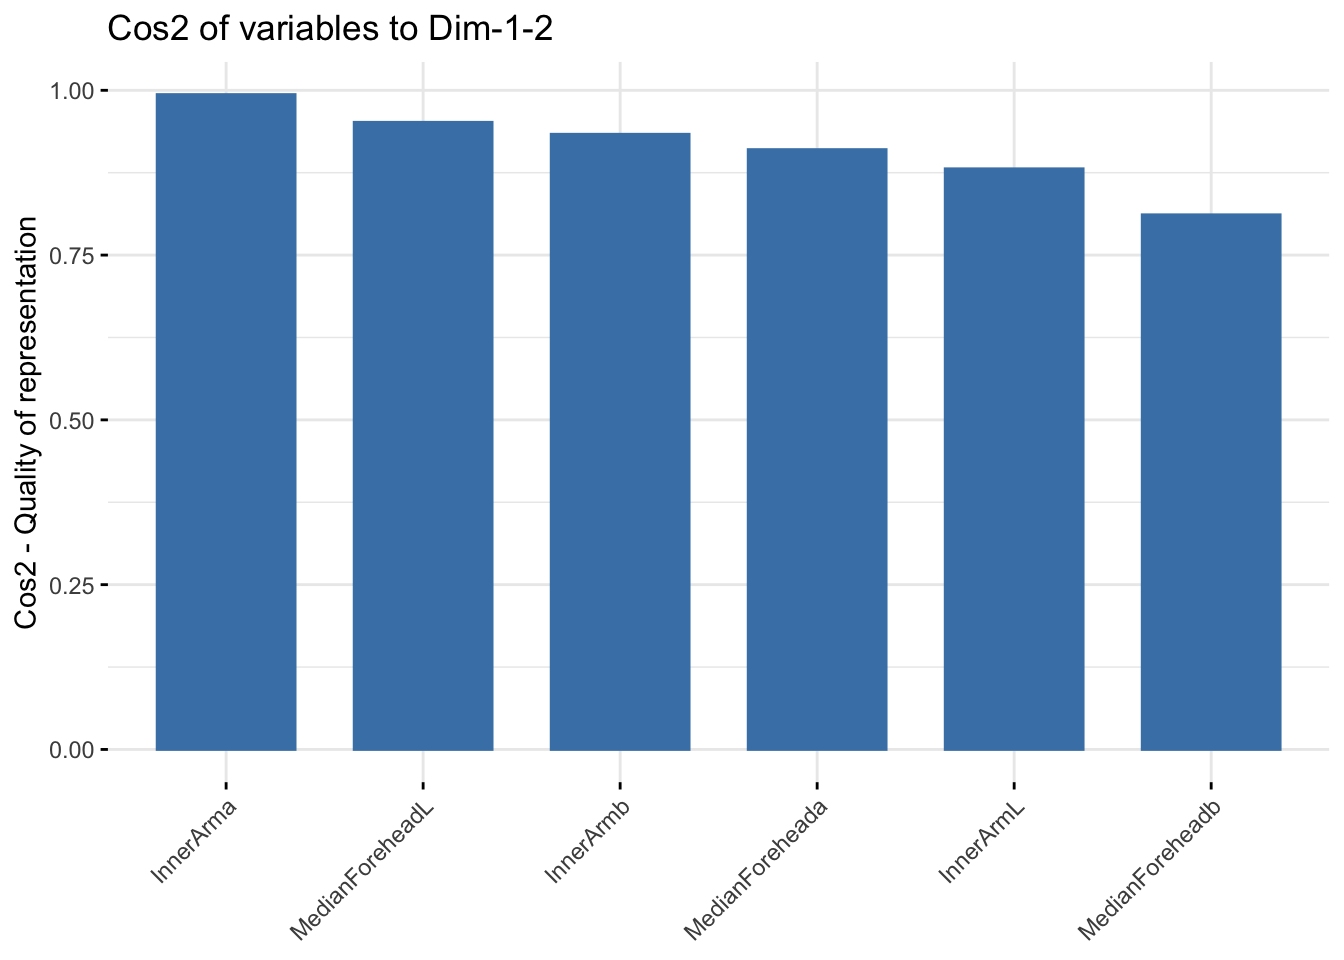 Cos2 of variables to Dim-1-2
Cos2 - Quality of representation
1.00
0.75
0.50
0.25
0.00
InnerArma
MedianForeheadL
InnerArmb
MedianForeheada
InnerArmL
MedianForeheadb